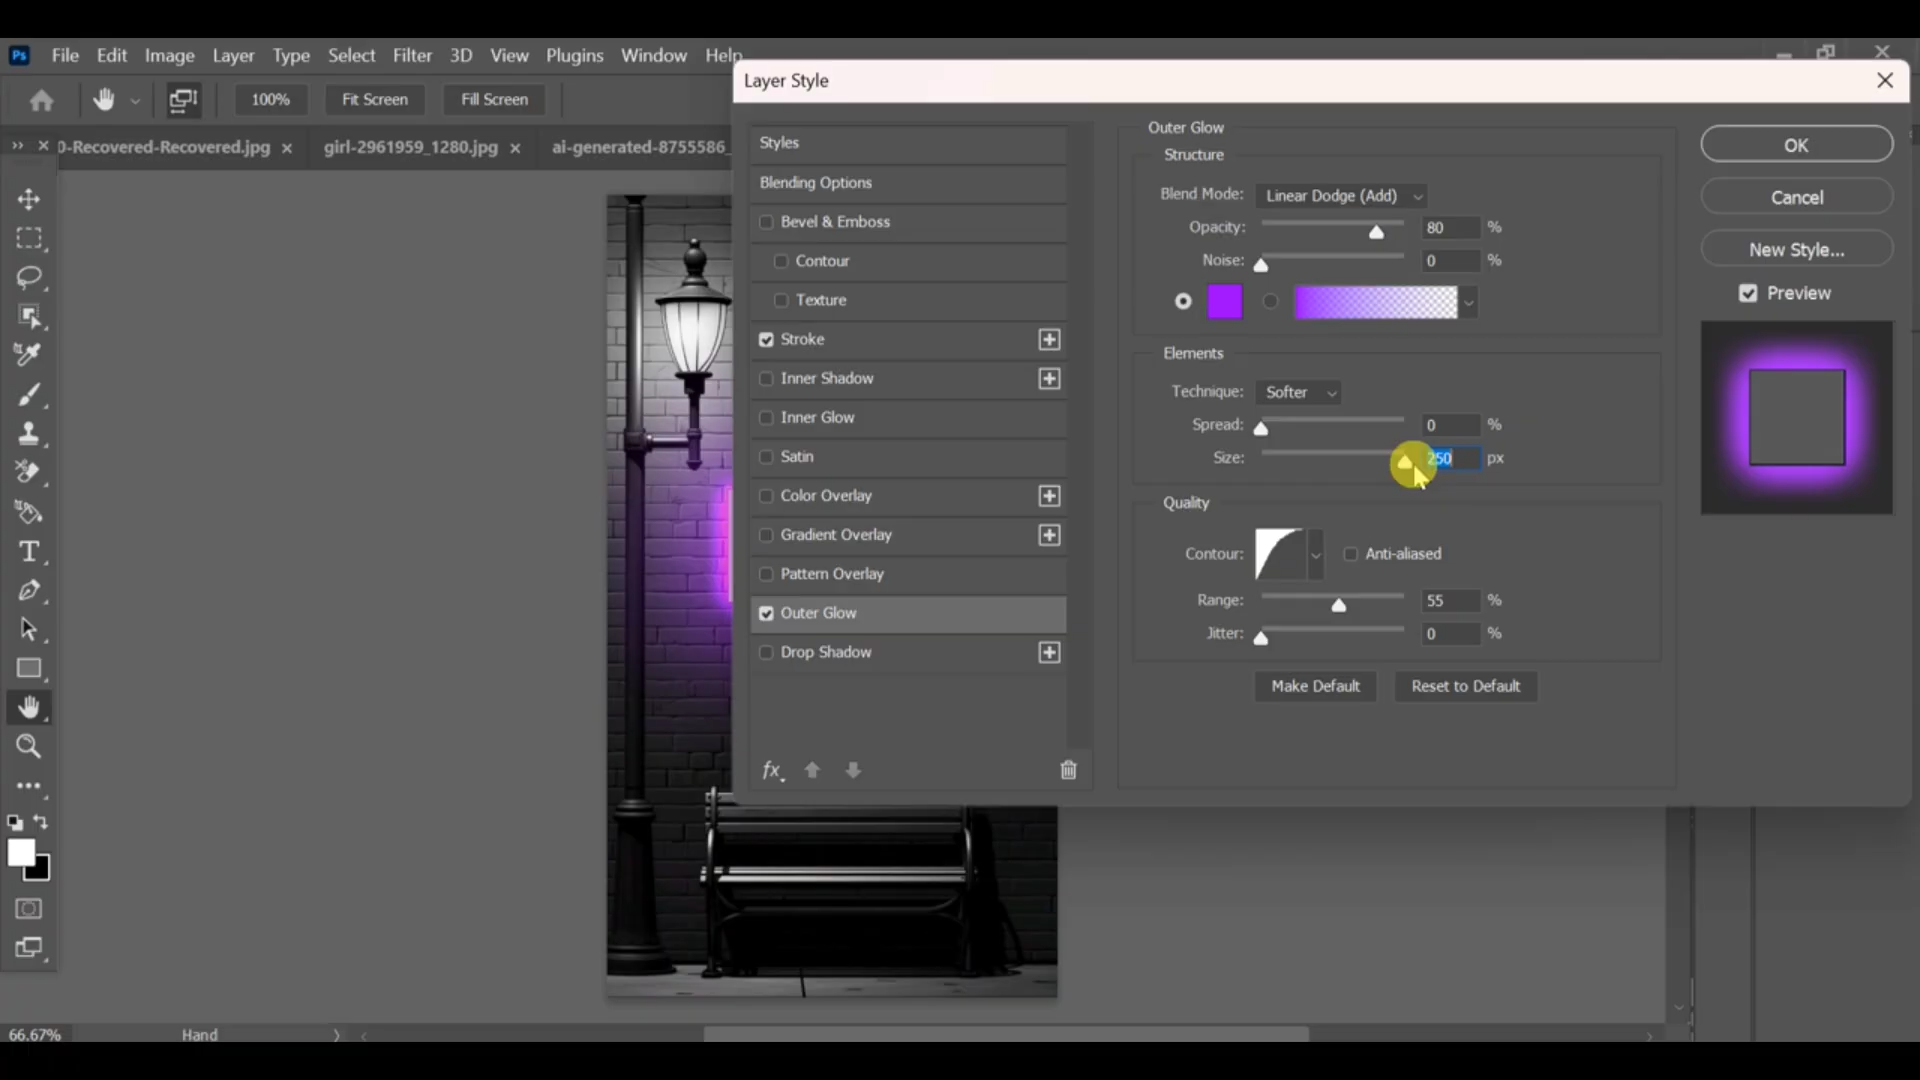 Ps File Edit Image Layer Type Select Filter 3D View Plugins Window Help
Layer Style
100% Fit Screen Fill Screen
0-Recovered-Recovered.jpg girl-2961959_1280.jpg ai-generated-8755586_
Styles
Blending Options
Bevel & Emboss
Contour
Texture
Stroke
Inner Shadow
Inner Glow
Satin
Color Overlay
Gradient Overlay
Pattern Overlay
Outer Glow
Drop Shadow
fx
Outer Glow
Structure
Blend Mode: Linear Dodge (Add)
Opacity: 80 %
Noise: 0 %
Elements
Technique: Softer
Spread: 0 %
Size: 250 px
Quality
Contour: Anti-aliased
Range: 55 %
Jitter: 0 %
Make Default Reset to Default
OK
Cancel
New Style...
Preview
66.67% Hand